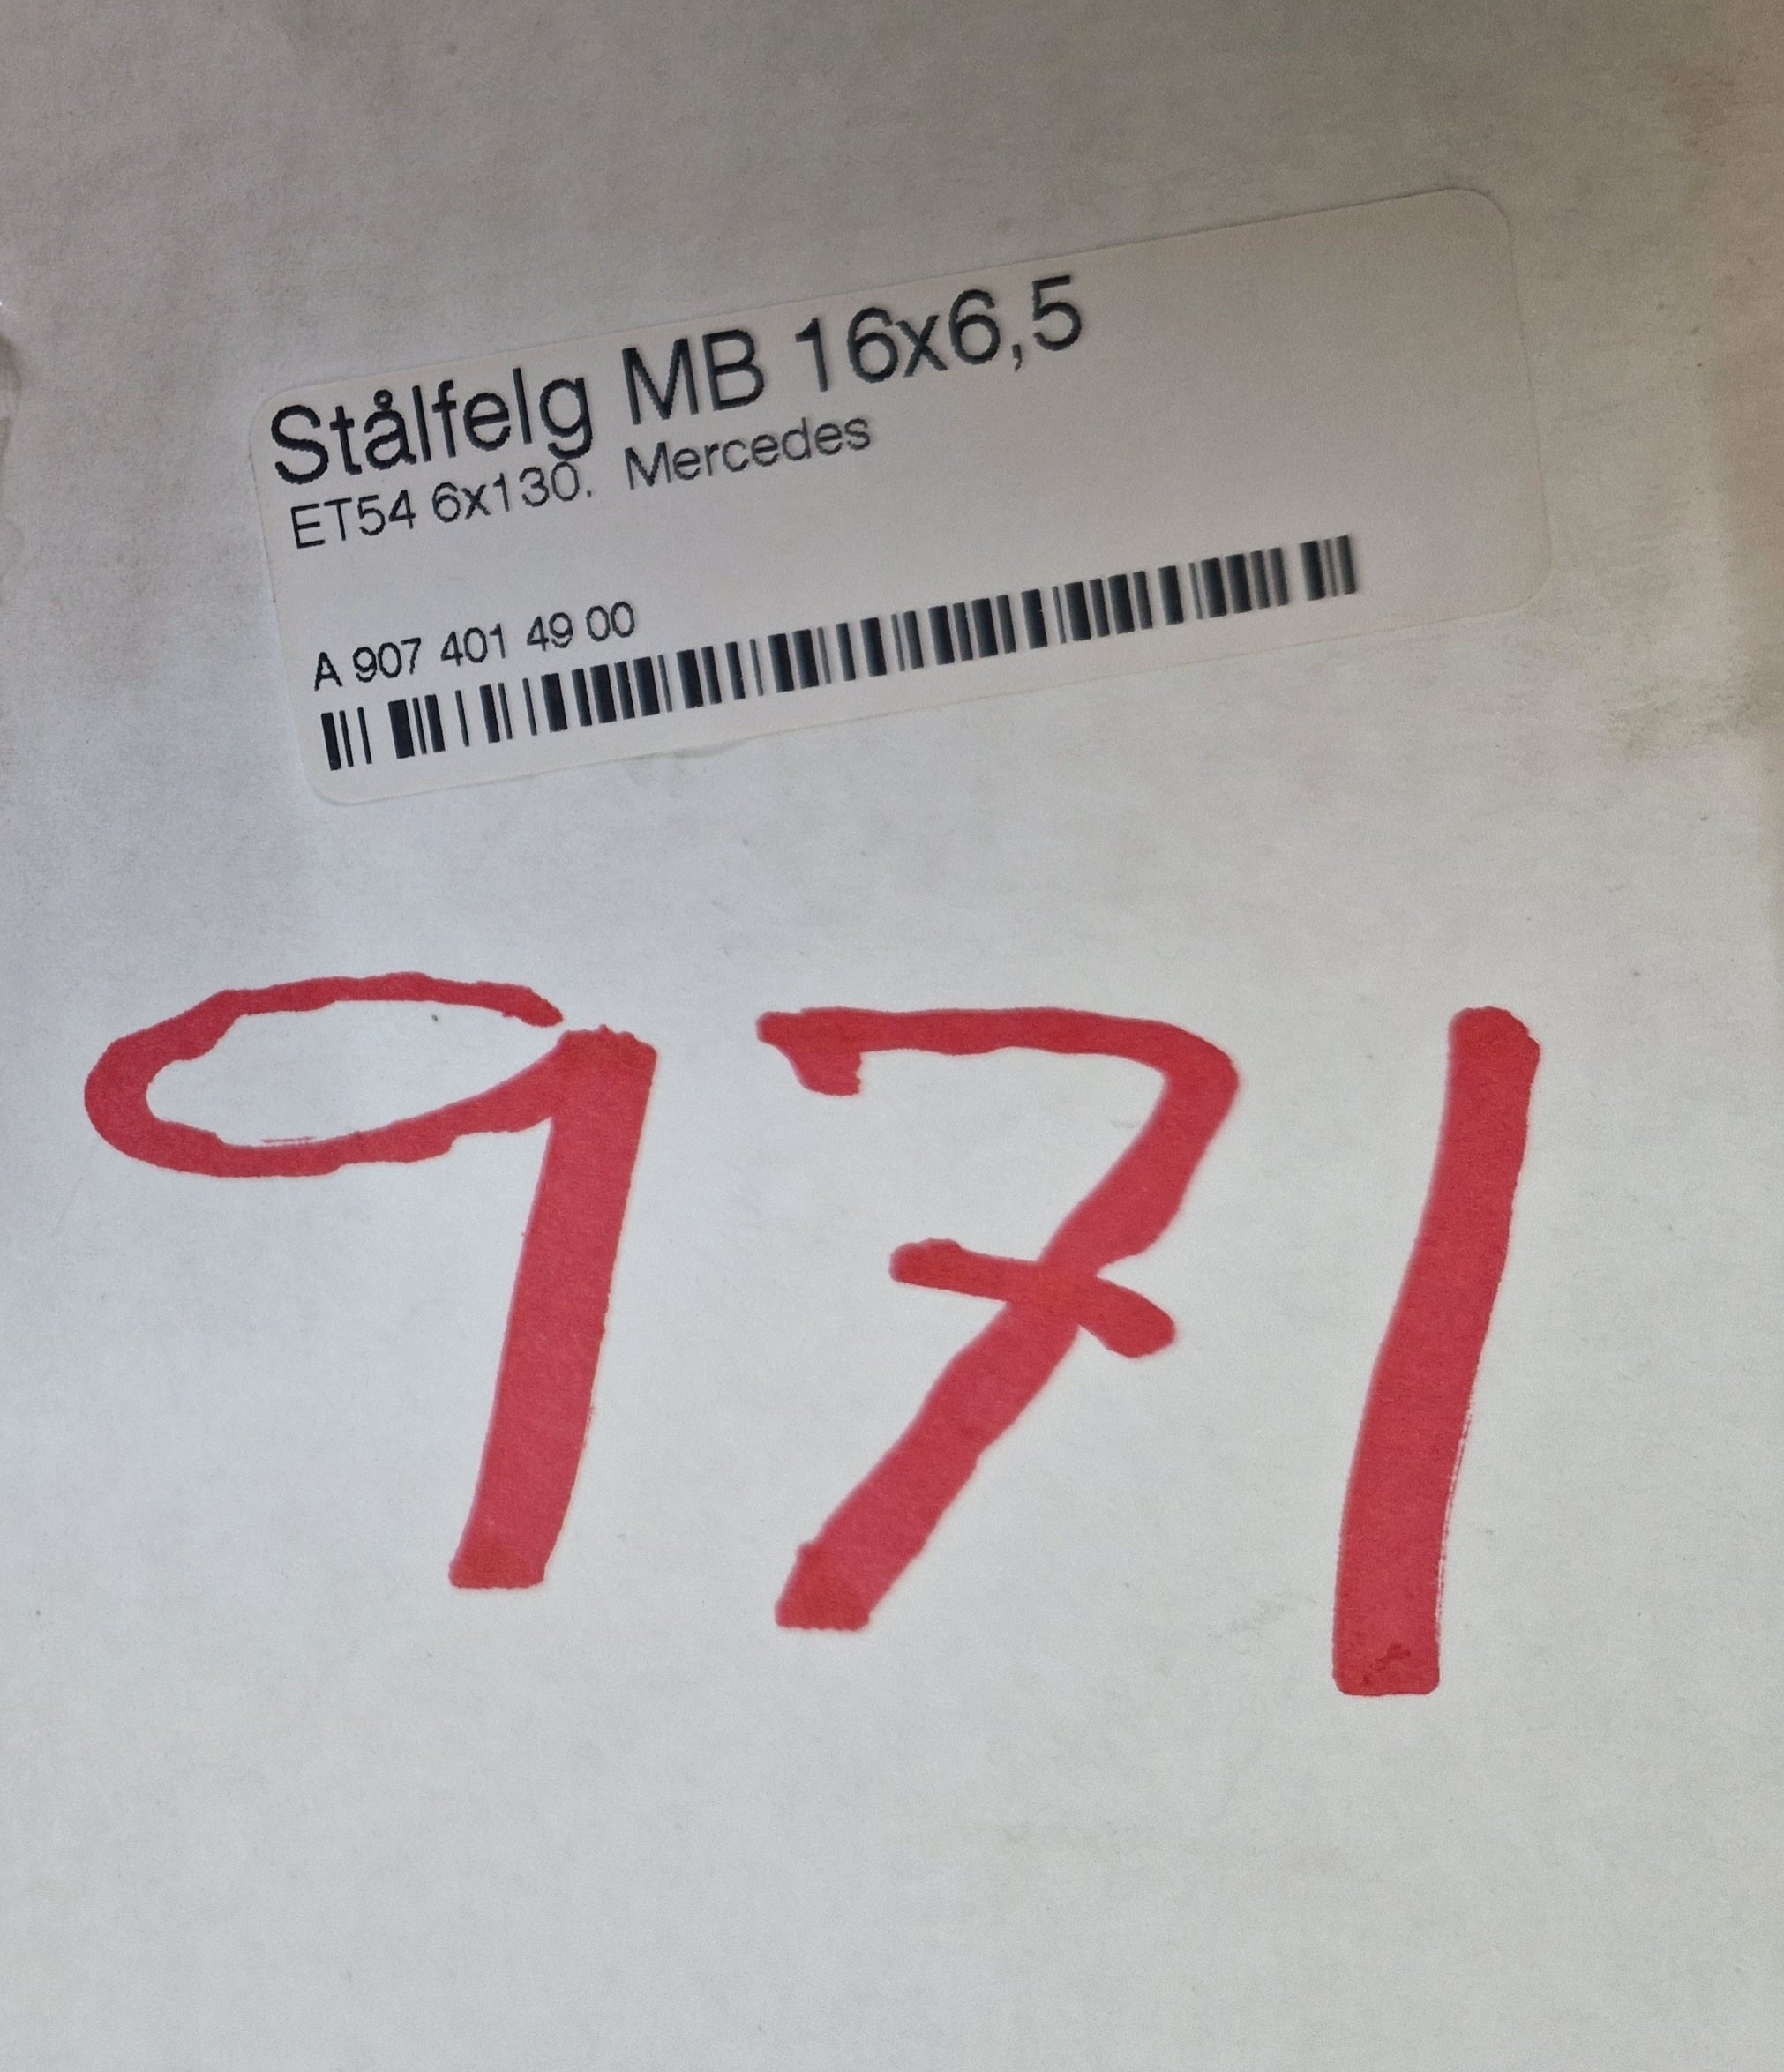 Stålfelg MB 16x6,5
ET54 6x130. Mercedes
A 907 401 49 00
971